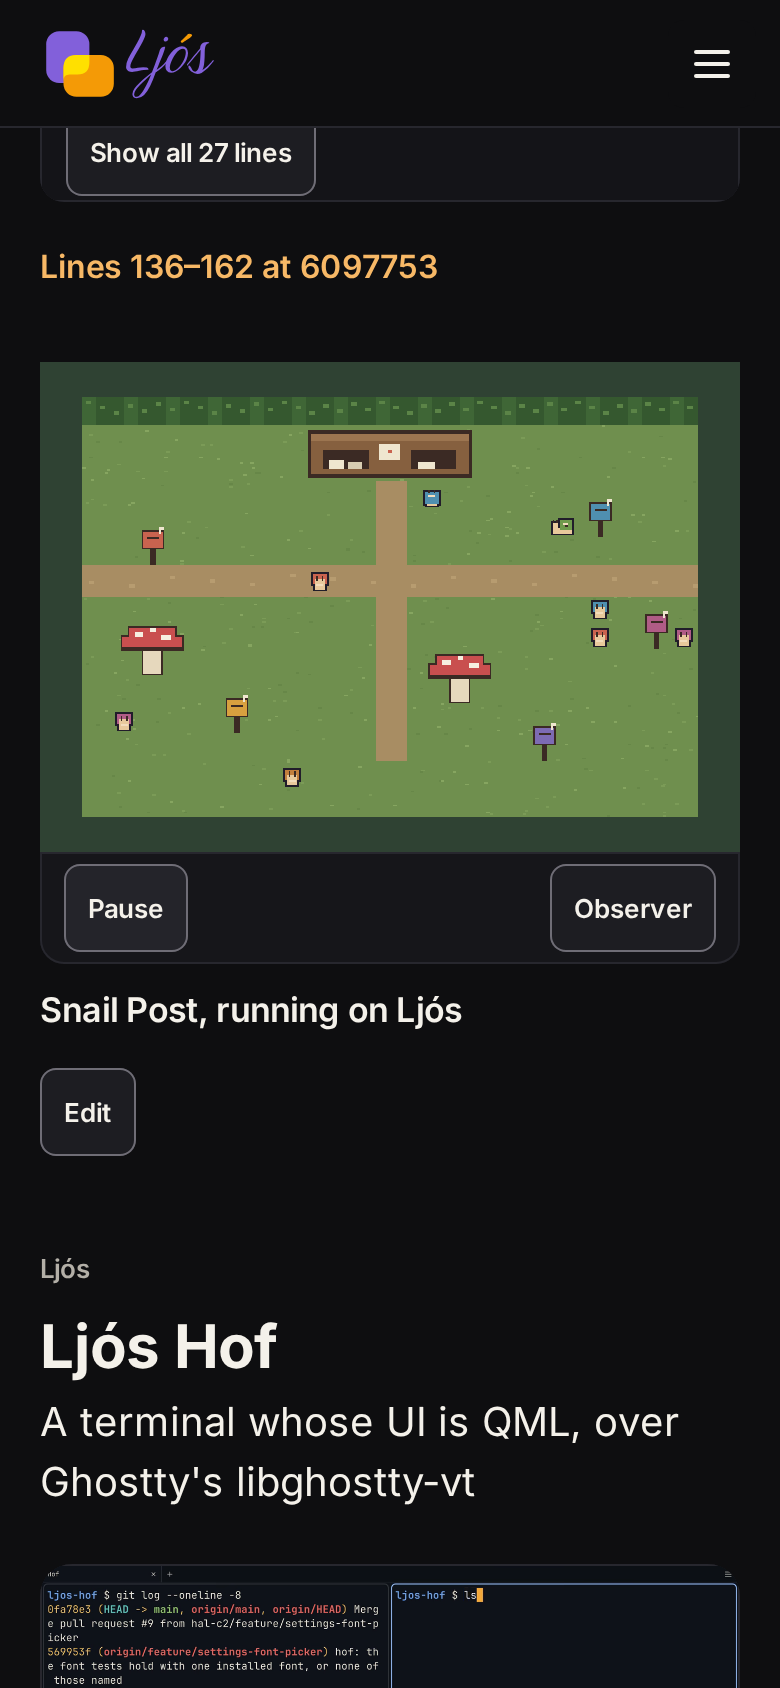 Ljós
Show all 27 lines
Lines 136–162 at 6097753
Pause
Observer
Snail Post, running on Ljós
Edit
Ljós
Ljós Hof
A terminal whose UI is QML, over
Ghostty's libghostty-vt
Hof × +
ljos-hof $ git log --oneline -8
0fa78e3 (HEAD -> main, origin/main, origin/HEAD) Merg
e pull request #9 from hal-c2/feature/settings-font-p
icker
569953f (origin/feature/settings-font-picker) hof: th
e font tests hold with one installed font, or none of
those named
ljos-hof $ ls